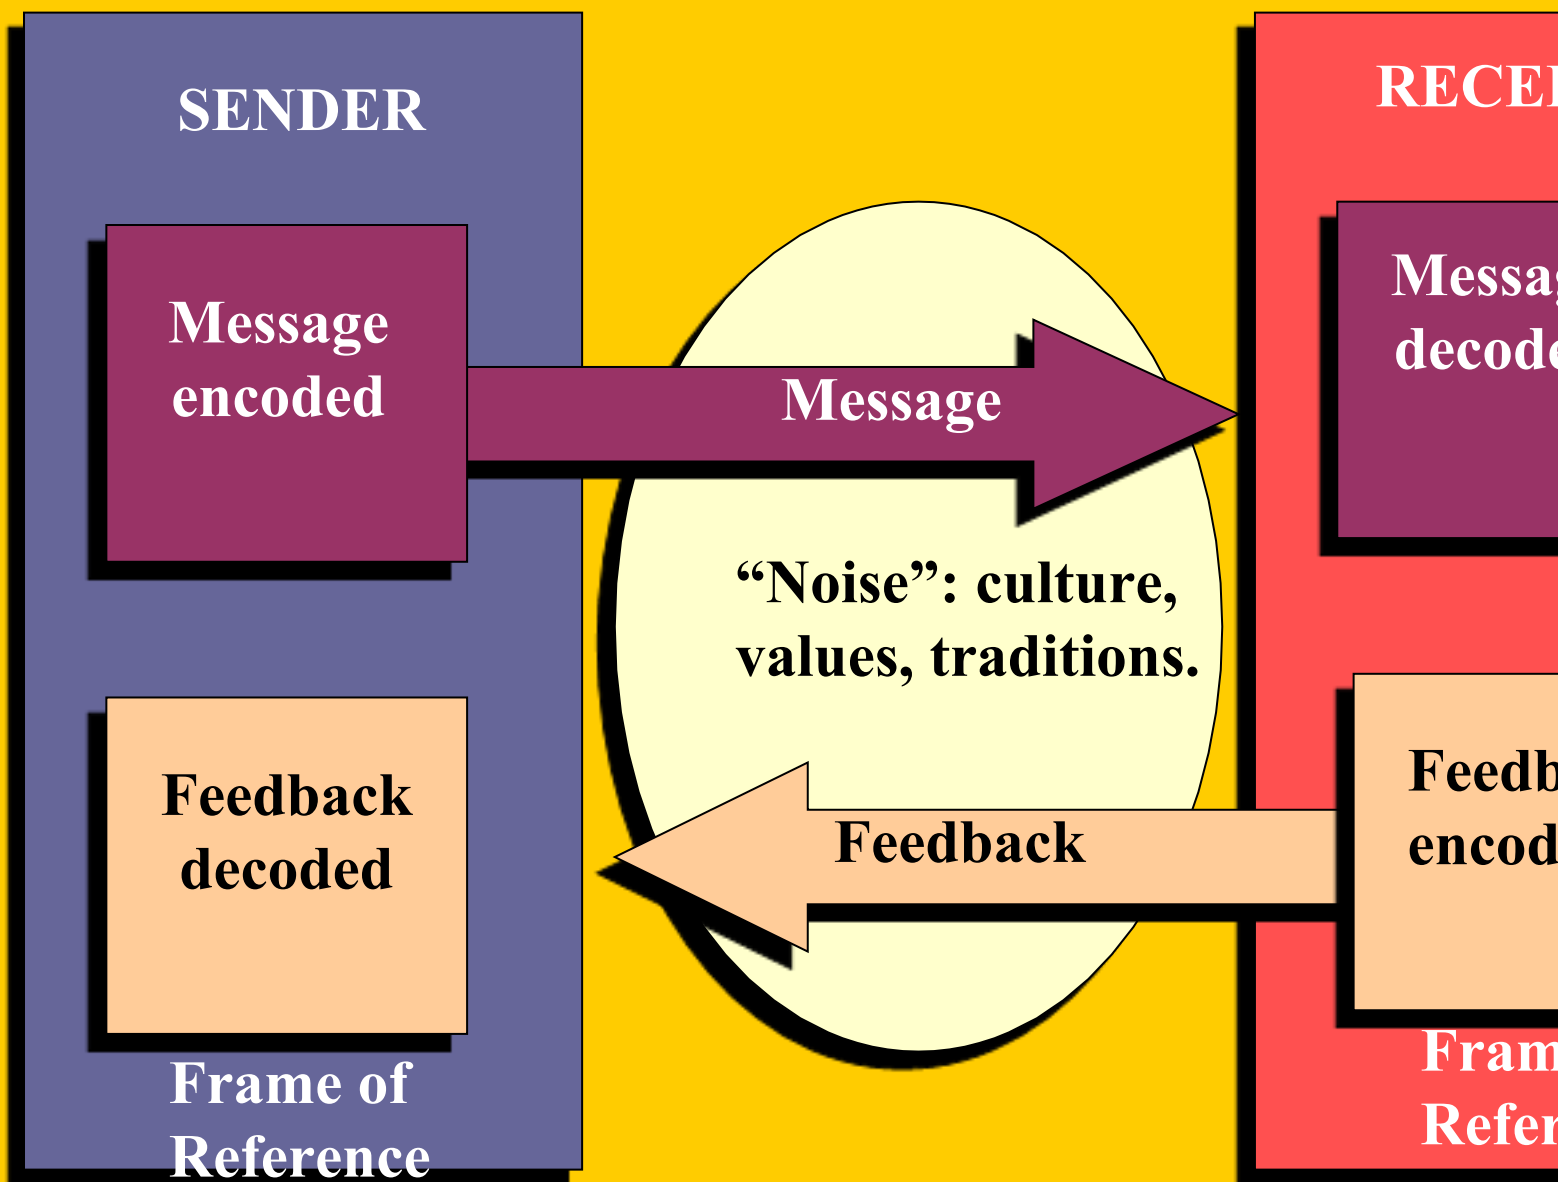 SENDER
Message
encoded
Feedback
decoded
Frame of
Reference
Message
“Noise”: culture,
values, traditions.
Feedback